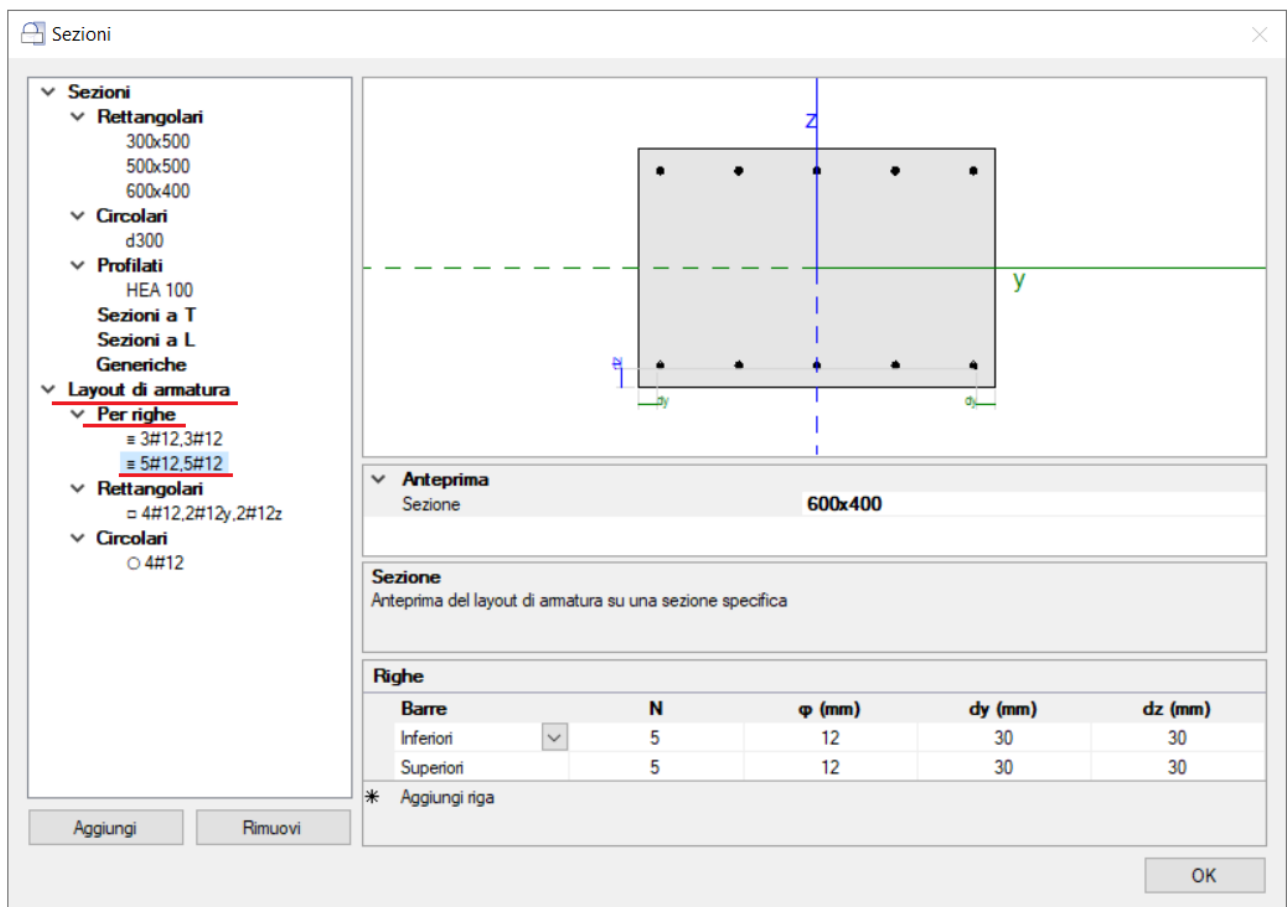 Sezioni
Sezioni
Rettangolari
300x500
500x500
600x400
Circolari
d300
Profilati
HEA 100
Sezioni a T
Sezioni a L
Generiche
Layout di armatura
Per righe
3#12,3#12
5#12,5#12
Rettangolari
4#12,2#12y,2#12z
Circolari
4#12
Aggiungi Rimuovi
z
y
dz
dy dy
Anteprima
Sezione 600x400
Sezione
Anteprima del layout di armatura su una sezione specifica
Righe
Barre N φ (mm) dy (mm) dz (mm)
Inferiori 5 12 30 30
Superiori 5 12 30 30
Aggiungi riga
OK